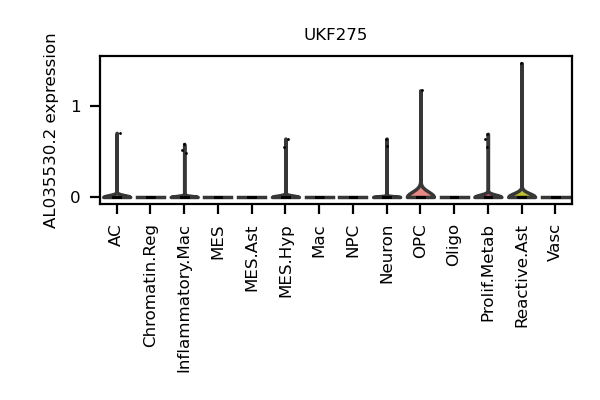 UKF275
AL035530.2 expression
1
0
AC
Chromatin.Reg
Inflammatory.Mac
MES
MES.Ast
MES.Hyp
Mac
NPC
Neuron
OPC
Oligo
Prolif.Metab
Reactive.Ast
Vasc